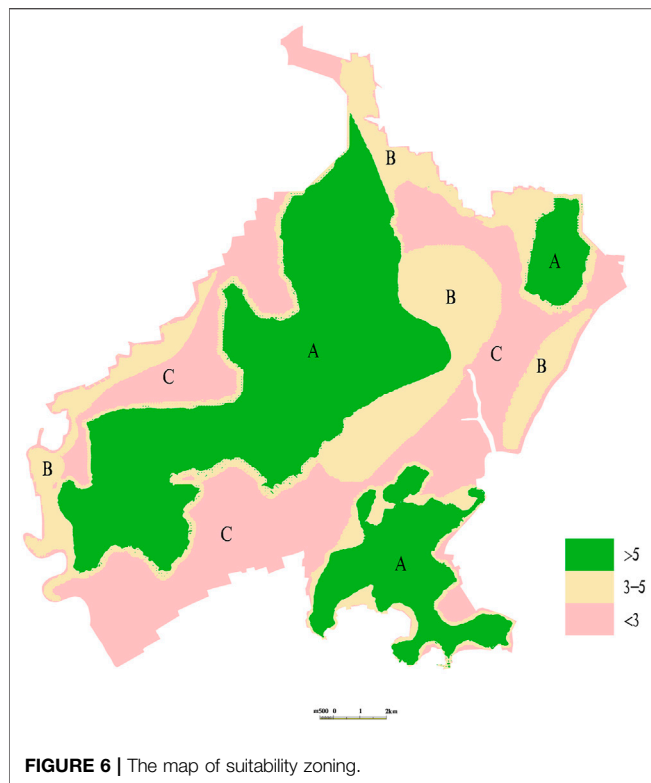 B
A
B
A
C
B
C
B
C
A
>5
3–5
<3
m500 0 1 2km
FIGURE 6 | The map of suitability zoning.